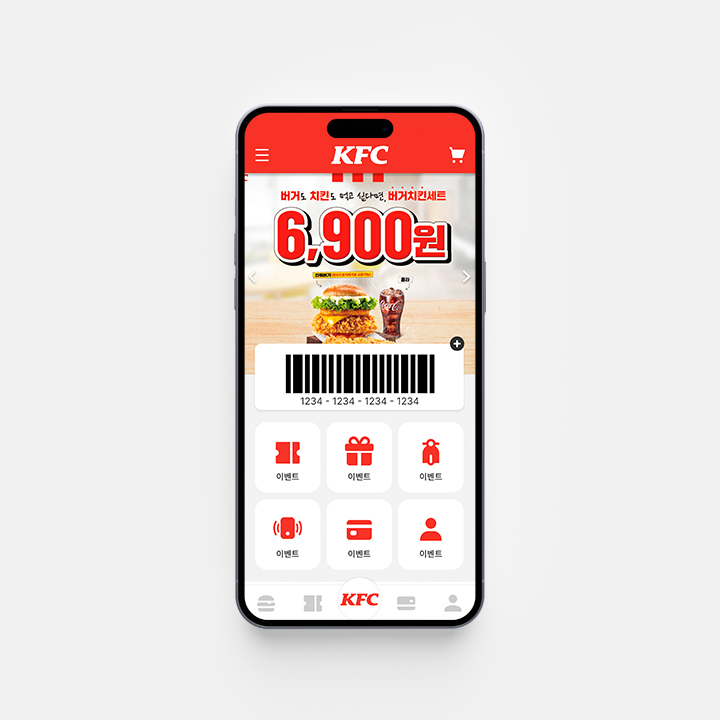 KFC
버거도 치킨도 먹고 싶다면, 버거치킨세트
6,900원
콜라
1234 - 1234 - 1234 - 1234
이벤트 이벤트 이벤트
이벤트 이벤트 이벤트
KFC